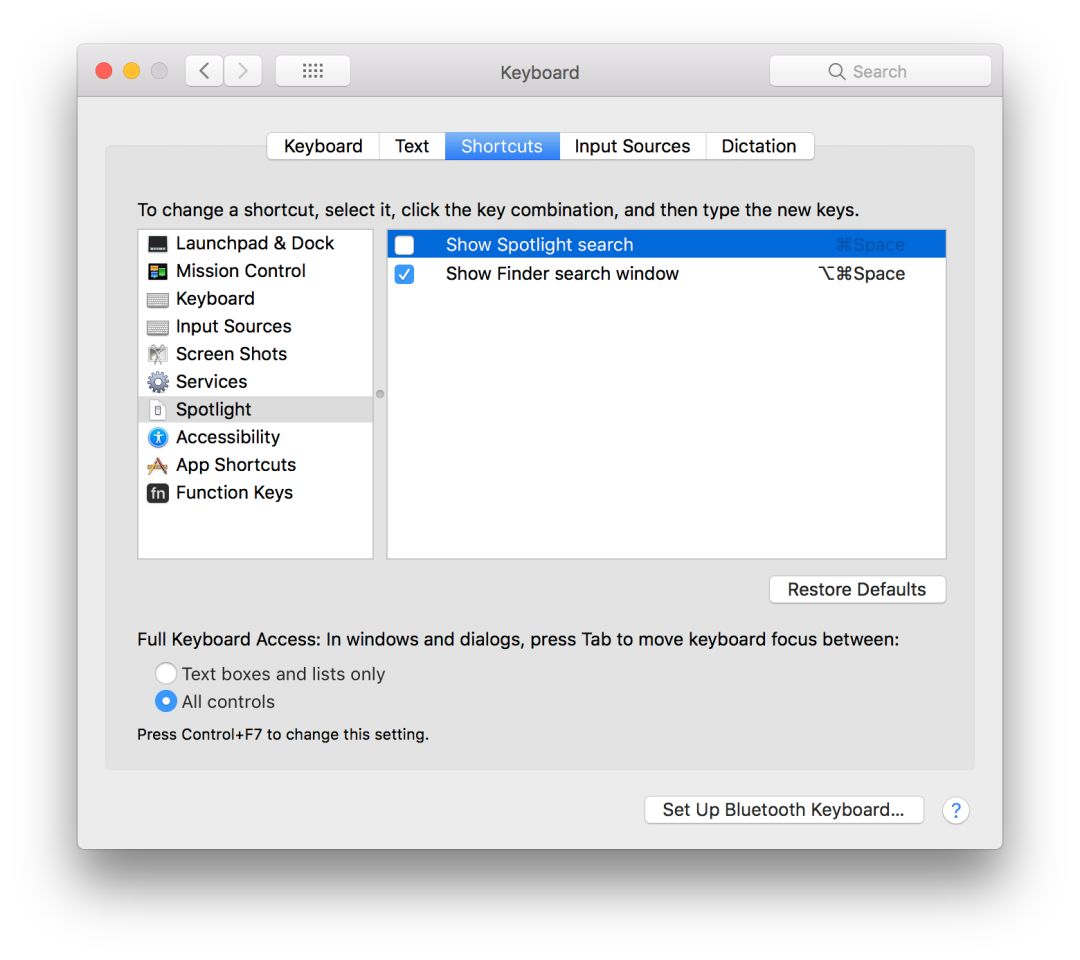 Keyboard
Search
Keyboard
Text
Shortcuts
Input Sources
Dictation
To change a shortcut, select it, click the key combination, and then type the new keys.
Launchpad & Dock
Mission Control
Keyboard
Input Sources
Screen Shots
Services
Spotlight
Accessibility
App Shortcuts
fn Function Keys
Show Spotlight search ⌘Space
Show Finder search window ⌥⌘Space
Restore Defaults
Full Keyboard Access: In windows and dialogs, press Tab to move keyboard focus between:
Text boxes and lists only
All controls
Press Control+F7 to change this setting.
Set Up Bluetooth Keyboard... ?